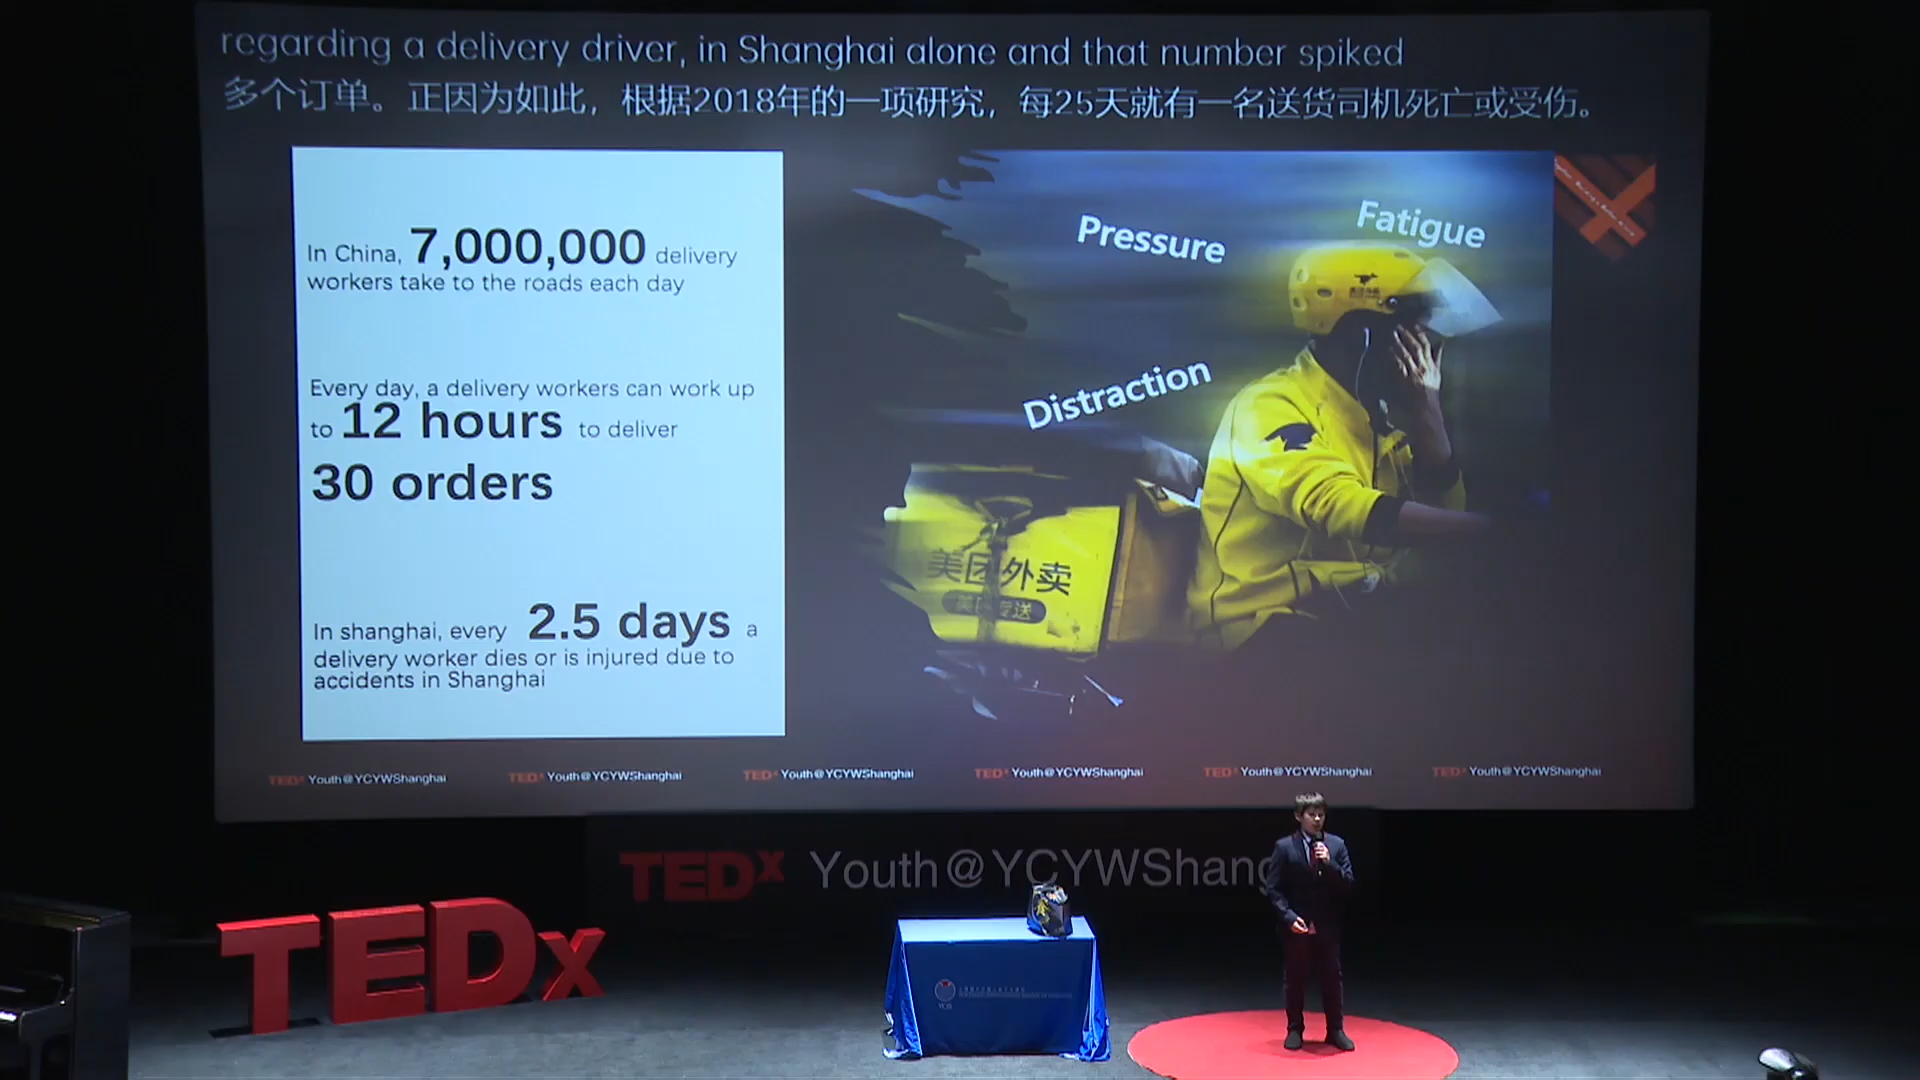 regarding a delivery driver, in Shanghai alone and that number spiked
多个订单。正因为如此，根据2018年的一项研究，每25天就有一名送货司机死亡或受伤。
In China, 7,000,000 delivery
workers take to the roads each day
Every day, a delivery workers can work up
to 12 hours to deliver
30 orders
In shanghai, every 2.5 days a
delivery worker dies or is injured due to
accidents in Shanghai
Pressure
Fatigue
Distraction
美团外卖
美团专送
TEDx Youth@YCYWShanghai
TEDx Youth@YCYWShanghai
TEDx Youth@YCYWShanghai
TEDx Youth@YCYWShanghai
TEDx Youth@YCYWShanghai
TEDx Youth@YCYWShanghai
TEDx Youth@YCYWShang
TEDx